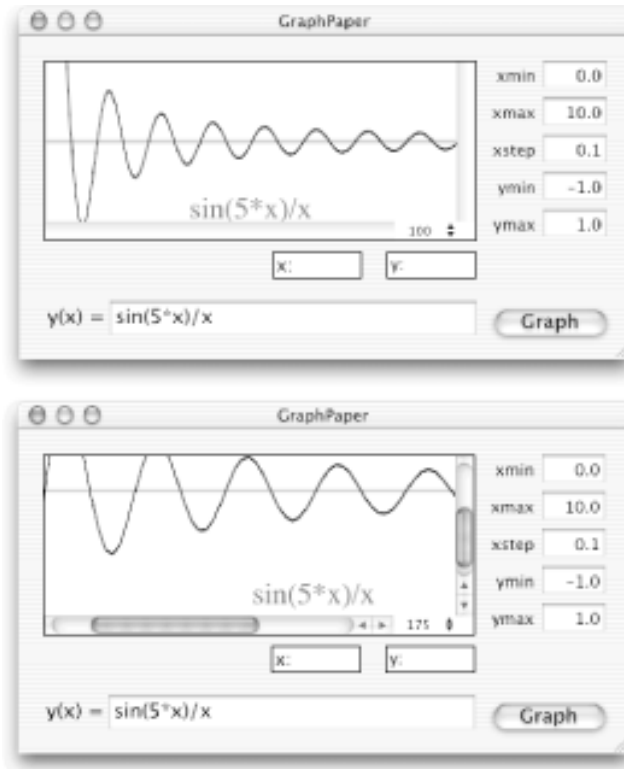 GraphPaper
xmin 0.0
xmax 10.0
xstep 0.1
ymin -1.0
ymax 1.0
sin(5*x)/x
100
x:
y:
y(x) = sin(5*x)/x
Graph
GraphPaper
xmin 0.0
xmax 10.0
xstep 0.1
ymin -1.0
ymax 1.0
sin(5*x)/x
175
x:
y:
y(x) = sin(5*x)/x
Graph